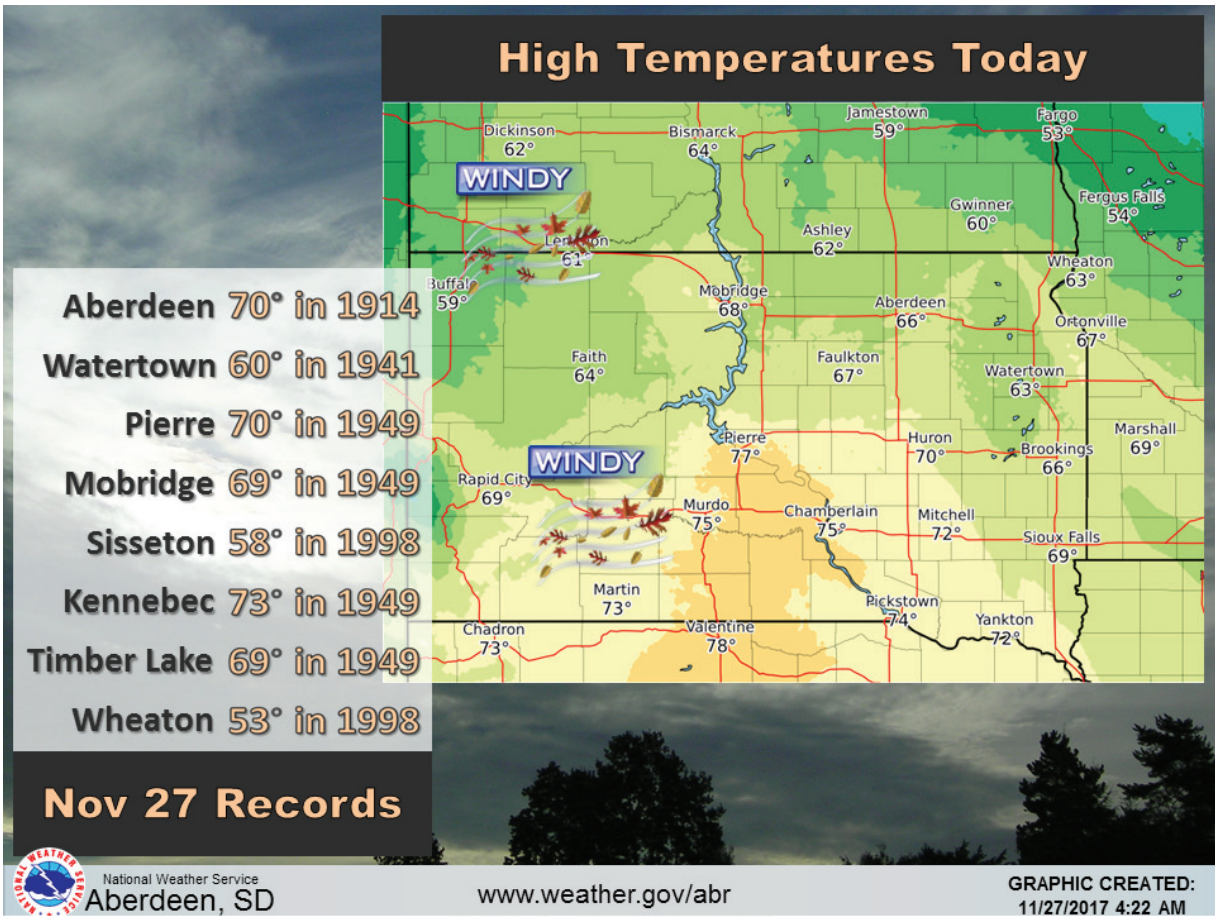 High Temperatures Today
Jamestown
59°
Fargo
53°
Dickinson
62°
Bismarck
64°
WINDY
Fergus Falls
54°
Gwinner
60°
Ashley
62°
61°
Wheaton
63°
59°
Mobridge
68°
Aberdeen
66°
Ortonville
67°
Faith
64°
Faulkton
67°
Watertown
63°
Marshall
69°
Pierre
77°
Huron
70°
Brookings
66°
WINDY
Rapid City
69°
Murdo
75°
Chamberlain
75°
Mitchell
72°
Sioux Falls
69°
Martin
73°
Pickstown
74°
Yankton
72°
Chadron
73°
Valentine
78°
Aberdeen 70° in 1914
Watertown 60° in 1941
Pierre 70° in 1949
Mobridge 69° in 1949
Sisseton 58° in 1998
Kennebec 73° in 1949
Timber Lake 69° in 1949
Wheaton 53° in 1998
Nov 27 Records
NATIONAL WEATHER SERVICE
National Weather Service
Aberdeen, SD
www.weather.gov/abr
GRAPHIC CREATED:
11/27/2017 4:22 AM